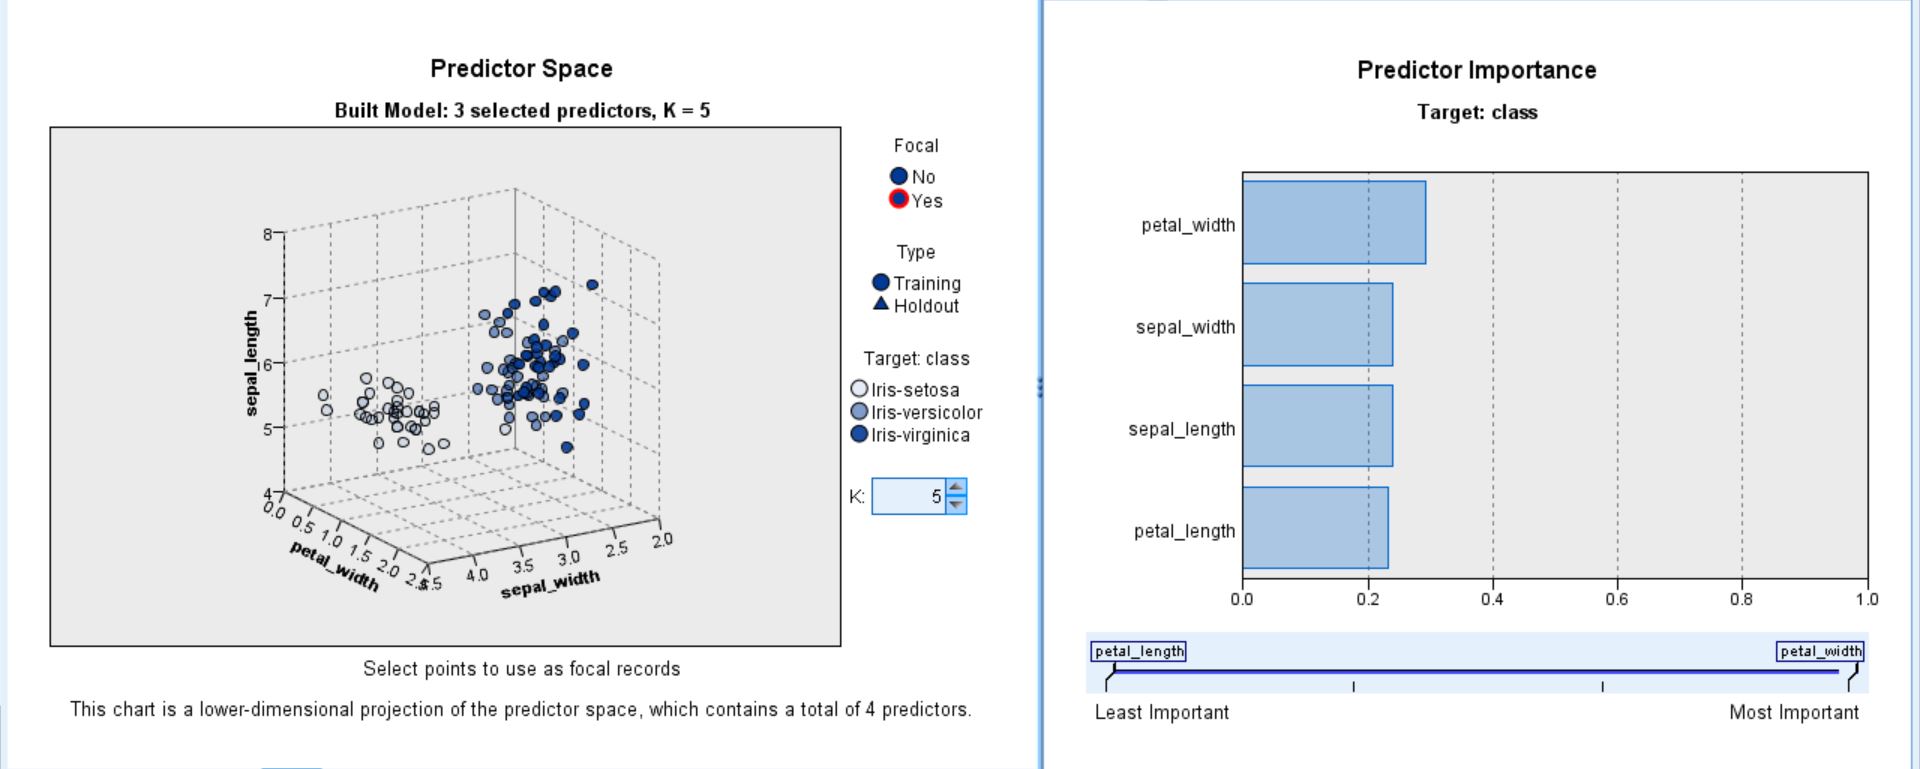 Predictor Space
Built Model: 3 selected predictors, K = 5
8
7
6
5
4
sepal_length
0.0 0.5 1.0 1.5 2.0
petal_width
4.0 3.5 3.0 2.5 2.0
sepal_width
Focal
No
Yes
Type
Training
Holdout
Target: class
Iris-setosa
Iris-versicolor
Iris-virginica
K: 5
Select points to use as focal records
This chart is a lower-dimensional projection of the predictor space, which contains a total of 4 predictors.
Predictor Importance
Target: class
petal_width
sepal_width
sepal_length
petal_length
0.0 0.2 0.4 0.6 0.8 1.0
petal_length petal_width
Least Important Most Important